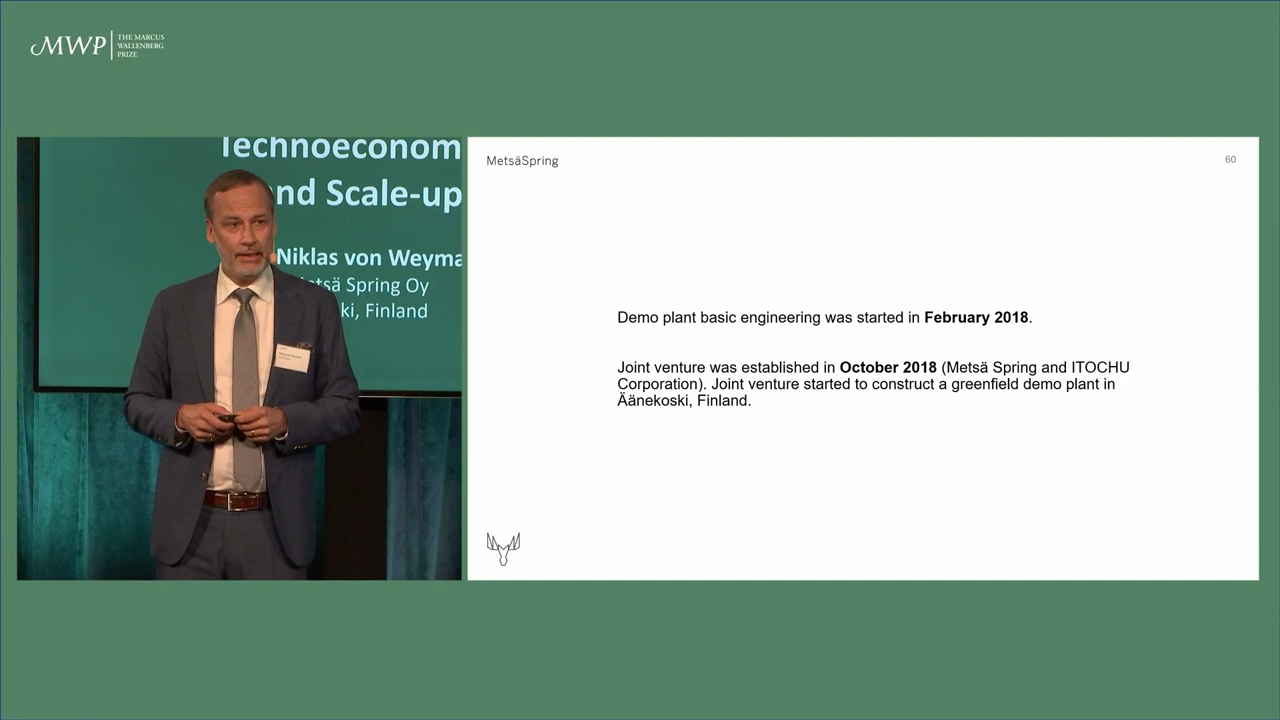 MWP
THE MARCUS
WALLENBERG
PRIZE
Technoeconom
and Scale-up
Niklas von Weyma
Metsä Spring Oy
ki, Finland
MetsäSpring
60
Demo plant basic engineering was started in February 2018.
Joint venture was established in October 2018 (Metsä Spring and ITOCHU
Corporation). Joint venture started to construct a greenfield demo plant in
Äänekoski, Finland.